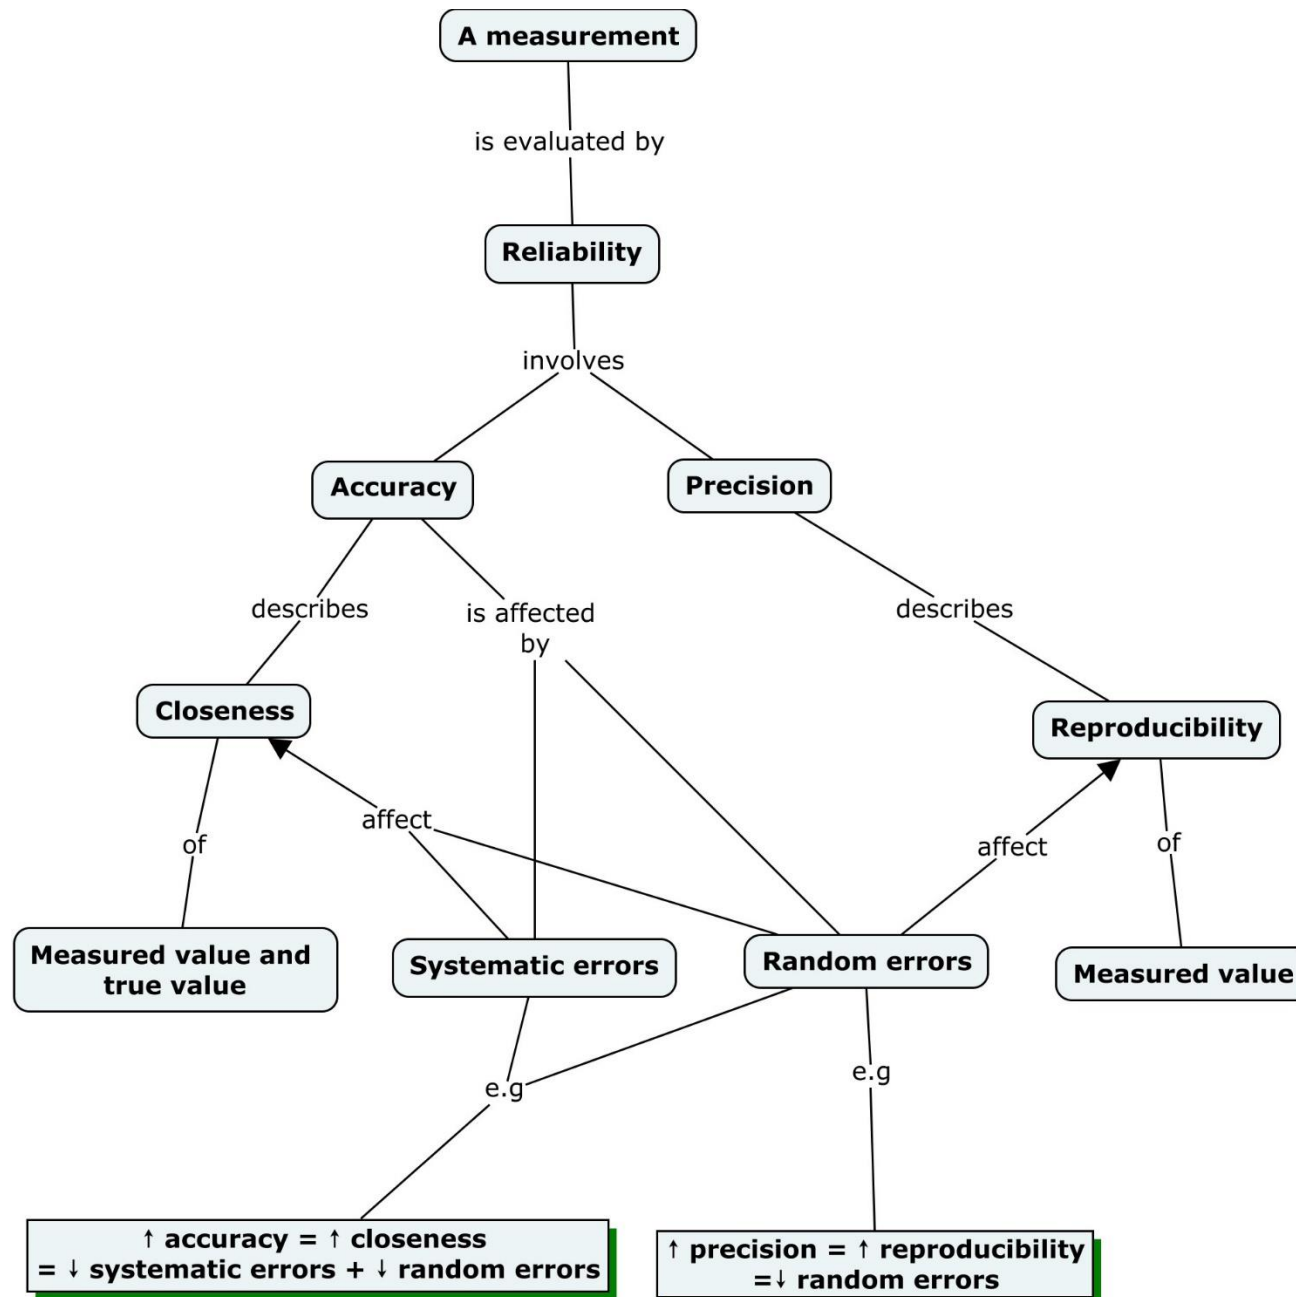 A measurement
is evaluated by
Reliability
involves
Accuracy
Precision
describes
is affected
by
describes
Closeness
Reproducibility
affect
of
affect
of
Measured value and
true value
Systematic errors
Random errors
Measured value
e.g
e.g
↑ accuracy = ↑ closeness
= ↓ systematic errors + ↓ random errors
↑ precision = ↑ reproducibility
=↓ random errors